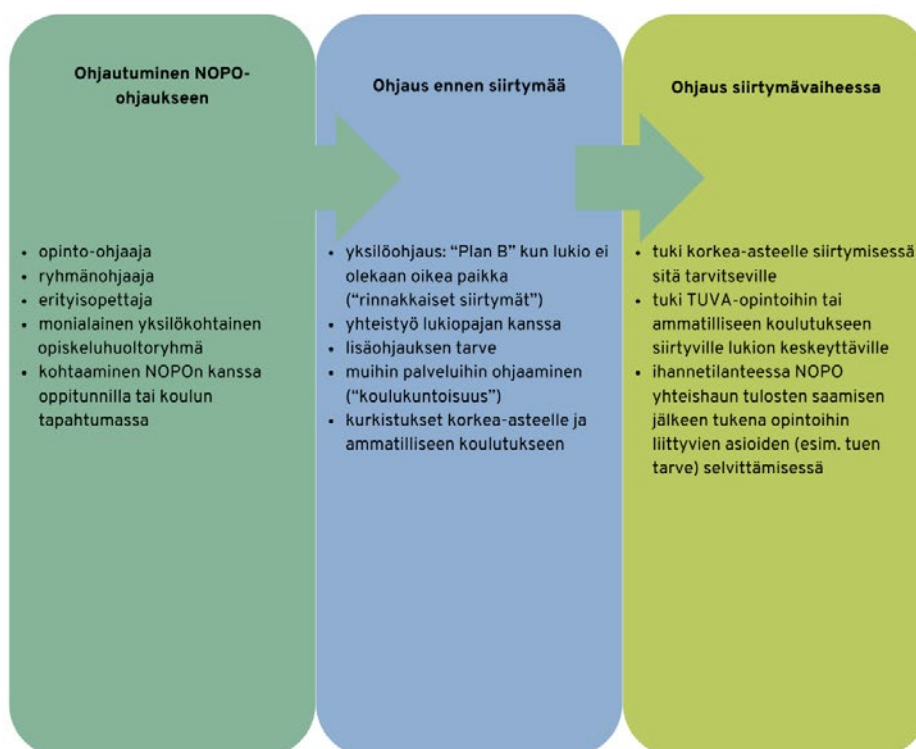 Ohjautuminen NOPO-
ohjaukseen
• opinto-ohjaaja
• ryhmänohjaaja
• erityisopettaja
• monialainen yksilökohtainen
opiskeluhuoltoryhmä
• kohtaaminen NOPOn kanssa
oppitunnilla tai koulun
tapahtumassa
Ohjaus ennen siirtymää
• yksilöohjaus: “Plan B” kun lukio ei
olekaan oikea paikka
(“rinnakkaiset siirtymät”)
• yhteistyö lukiopajan kanssa
• lisäohjauksen tarve
• muihin palveluihin ohjaaminen
(“koulukuntoisuus”)
• kurkistukset korkea-asteelle ja
ammatilliseen koulutukseen
Ohjaus siirtymävaiheessa
• tuki korkea-asteelle siirtymisessä
sitä tarvitseville
• tuki TUVA-opintoihin tai
ammatilliseen koulutukseen
siirtyville lukion keskeyttäville
• ihannetilanteessa NOPO
yhteishaun tulosten saamisen
jälkeen tukena opintoihin
liittyvien asioiden (esim. tuen
tarve) selvittämisessä